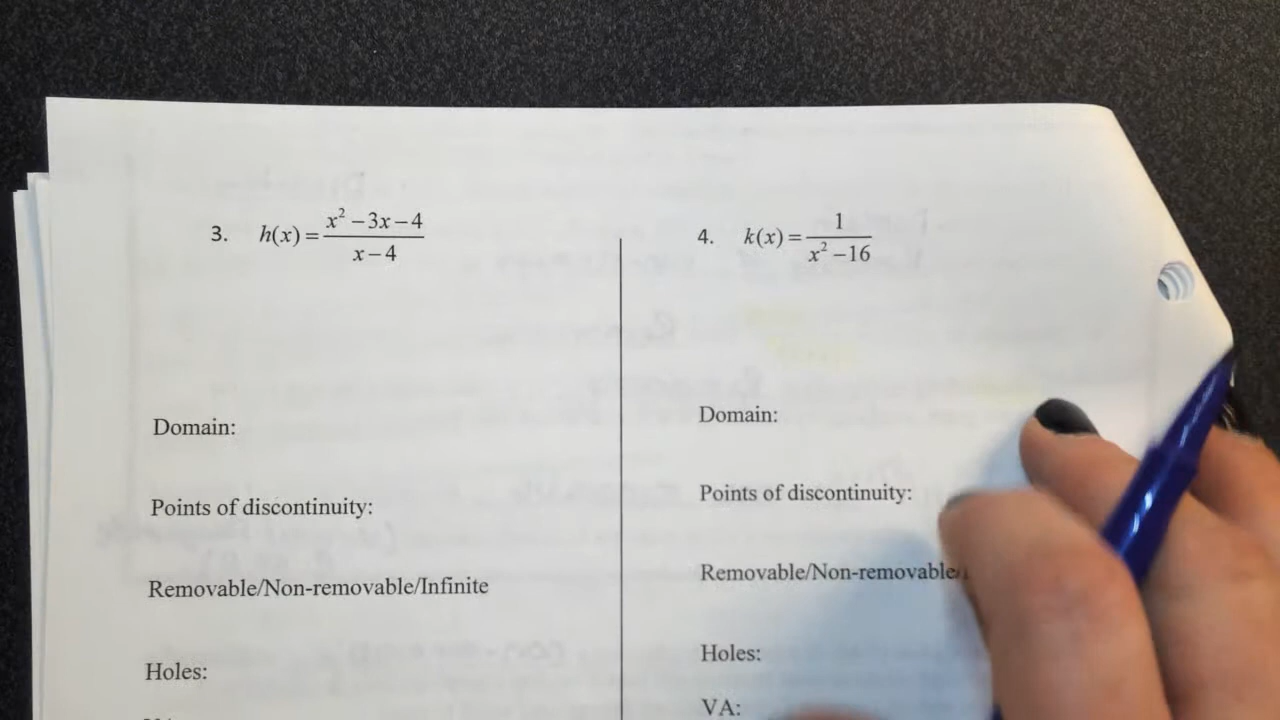 3. h(x) = (x² − 3x − 4)/(x − 4)
Domain:
Points of discontinuity:
Removable/Non-removable/Infinite
Holes:
4. k(x) = 1/(x² − 16)
Domain:
Points of discontinuity:
Removable/Non-removable/
Holes:
VA: